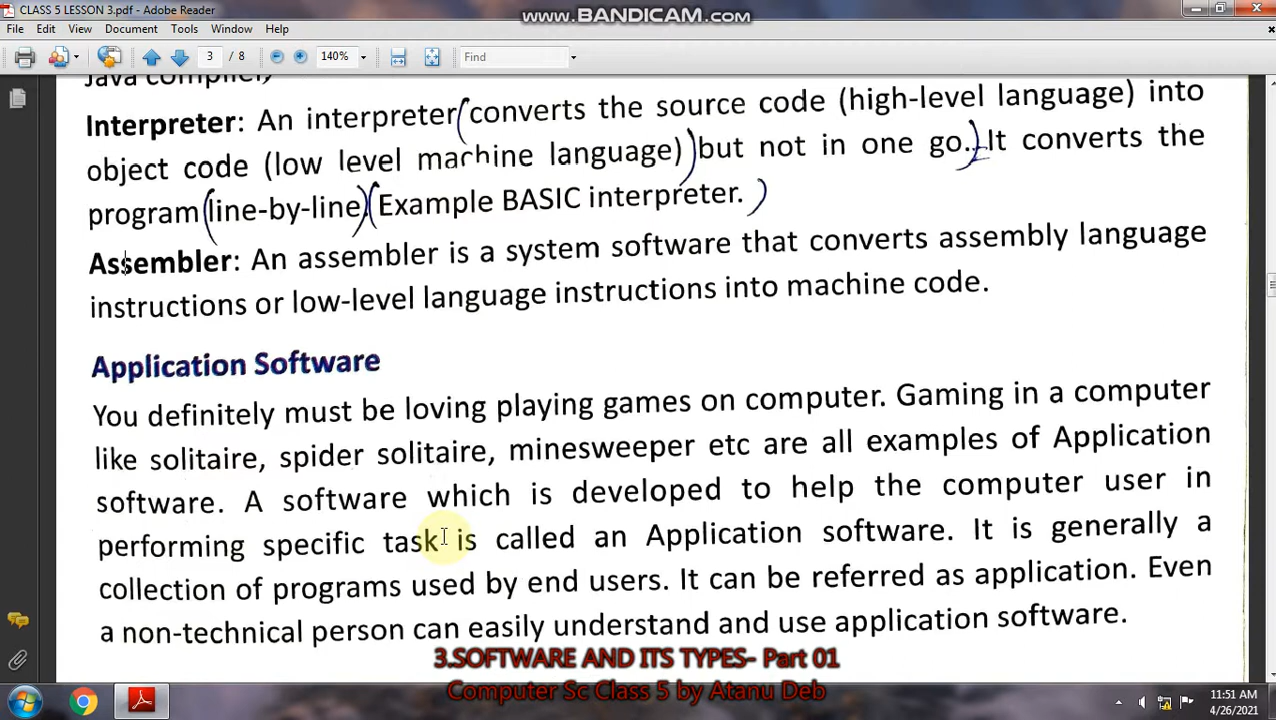 CLASS 5 LESSON 3.pdf - Adobe Reader
www.BANDICAM.com
File Edit View Document Tools Window Help
3 / 8 140% Find
Java compiler)
Interpreter: An interpreter (converts the source code (high-level language) into
object code (low level machine language) but not in one go. It converts the
program (line-by-line). (Example BASIC interpreter. )
Assembler: An assembler is a system software that converts assembly language
instructions or low-level language instructions into machine code.
Application Software
You definitely must be loving playing games on computer. Gaming in a computer
like solitaire, spider solitaire, minesweeper etc are all examples of Application
software. A software which is developed to help the computer user in
performing specific task is called an Application software. It is generally a
collection of programs used by end users. It can be referred as application. Even
a non-technical person can easily understand and use application software.
3.SOFTWARE AND ITS TYPES- Part 01
Computer Sc Class 5 by Atanu Deb
11:51 AM
4/26/2021